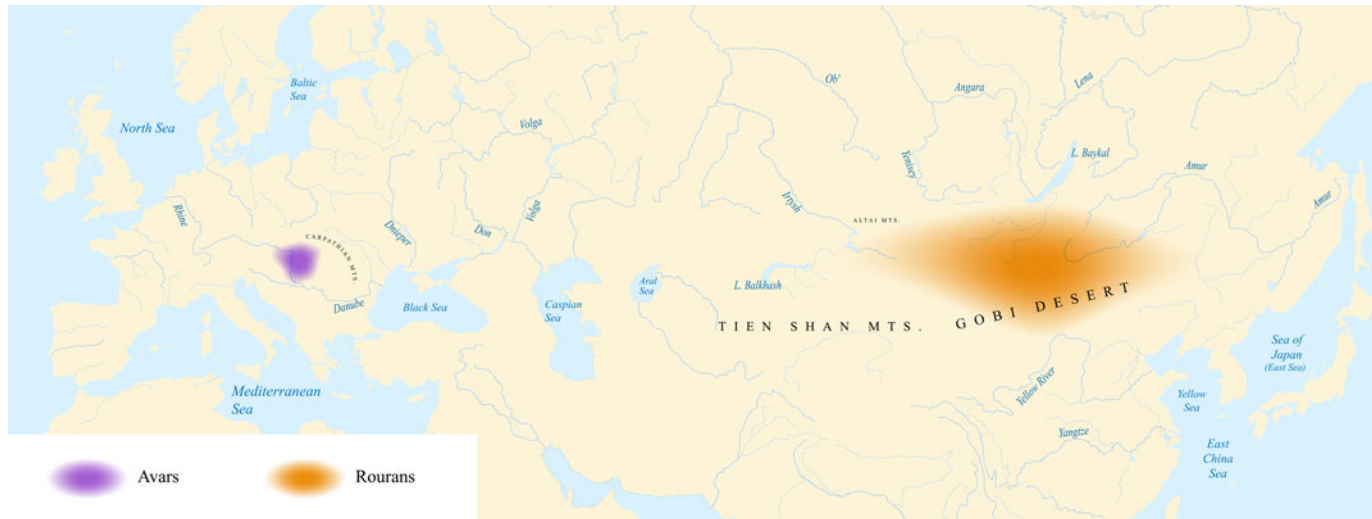 Baltic
Sea
North Sea
Ob'
Angara
Lena
Volga
L. Baykal
Yenisey
Amur
Amur
Rhine
Irtysh
Volga
Dnieper
Don
ALTAI MTS.
CARPATHIAN MTS.
Danube
Black Sea
Caspian
Sea
Aral
Sea
L. Balkhash
TIEN SHAN MTS.
GOBI DESERT
Sea of
Japan
(East Sea)
Mediterranean
Sea
Yellow River
Yellow
Sea
Yangtze
East
China
Sea
Avars
Rourans